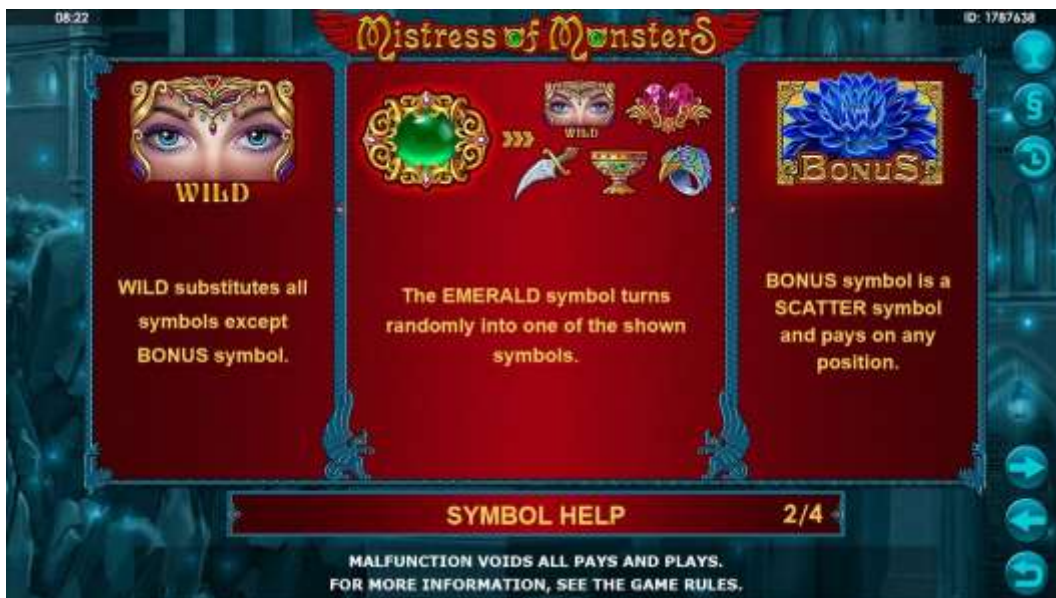 08:22
Mistress of MonsterS
ID: 1787638
WILD
WILD
BONUS
WILD substitutes all
symbols except
BONUS symbol.
The EMERALD symbol turns
randomly into one of the shown
symbols.
BONUS symbol is a
SCATTER symbol
and pays on any
position.
SYMBOL HELP 2/4
MALFUNCTION VOIDS ALL PAYS AND PLAYS.
FOR MORE INFORMATION, SEE THE GAME RULES.
§